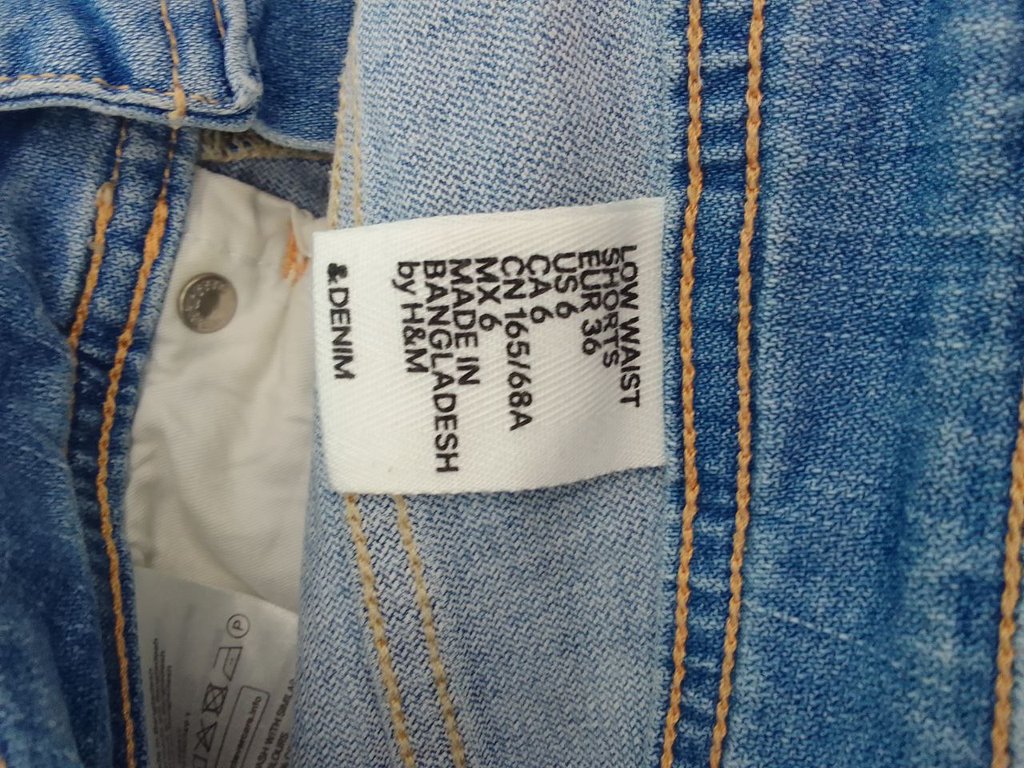 LOW WAIST
SHORTS
EUR 36
US 6
CA 6
CN 165/68A
MX 6
MADE IN
BANGLADESH
by H&M
&DENIM
P